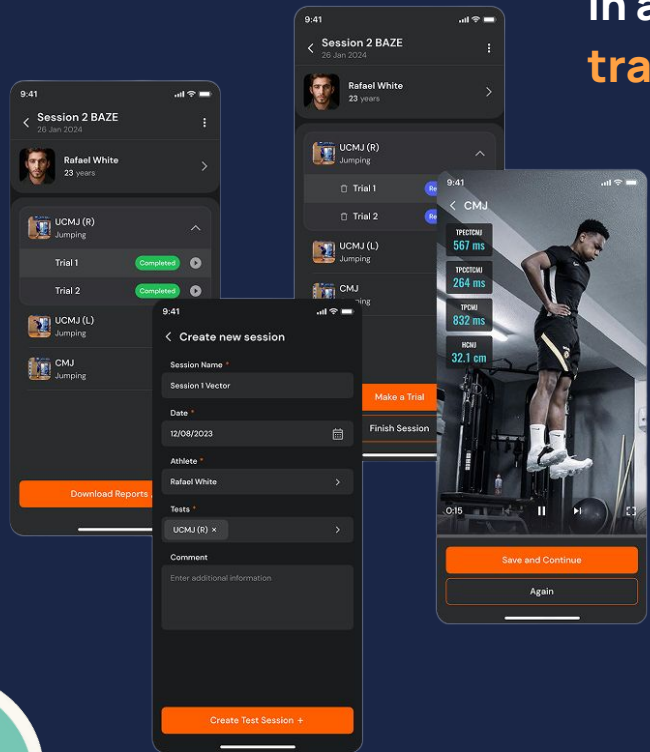 in a
tra
9:41
Session 2 BAZE
26 Jan 2024
Rafael White
23 years
UCMJ (R)
Jumping
Trial 1
Re
Trial 2
Re
UCMJ (L)
Jumping
CMJ
Make a Trial
Finish Session
9:41
Session 2 BAZE
26 Jan 2024
Rafael White
23 years
UCMJ (R)
Jumping
Trial 1 Completed
Trial 2 Completed
UCMJ (L)
Jumping
CMJ
Jumping
Download Reports
9:41
Create new session
Session Name *
Session 1 Vector
Date *
12/08/2023
Athlete *
Rafael White
Tests *
UCMJ (R) ×
Comment
Enter additional information
Create Test Session +
9:41
CMJ
567 ms
264 ms
TPCMJ
832 ms
HCMJ
32.1 cm
0:15
Save and Continue
Again